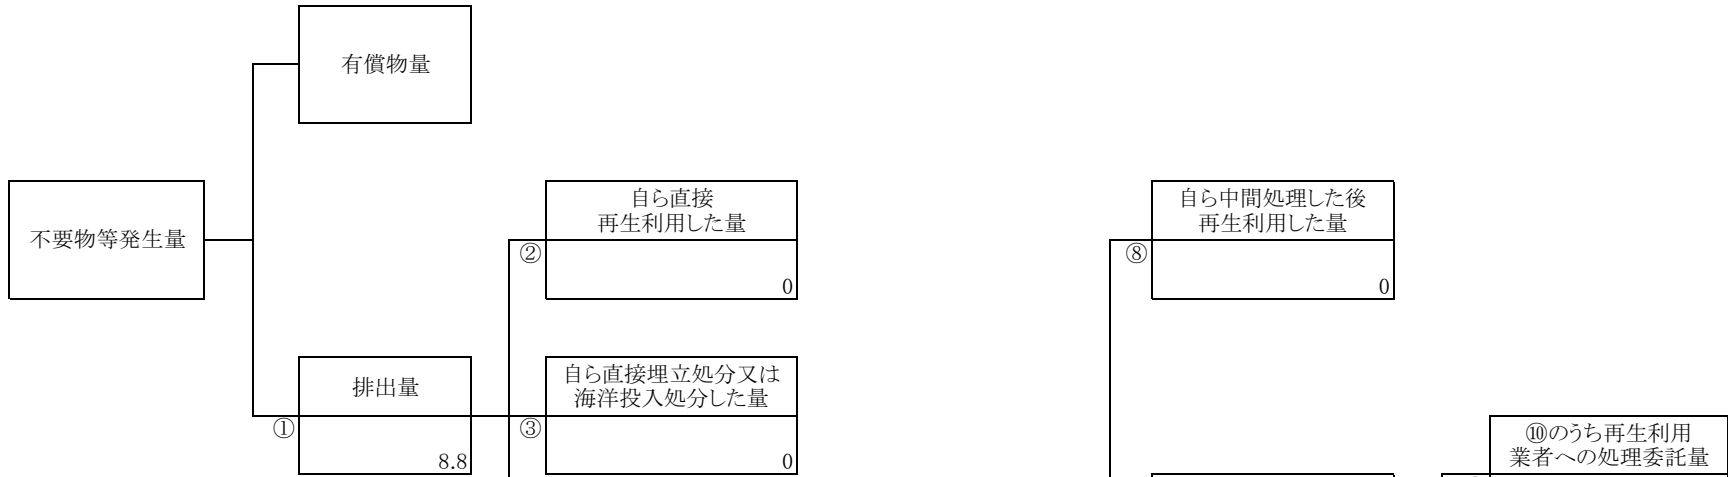 有償物量
不要物等発生量
自ら直接
再生利用した量
②
0
自ら中間処理した後
再生利用した量
⑧
0
排出量
①
8.8
自ら直接埋立処分又は
海洋投入処分した量
③
0
⑩のうち再生利用
業者への処理委託量